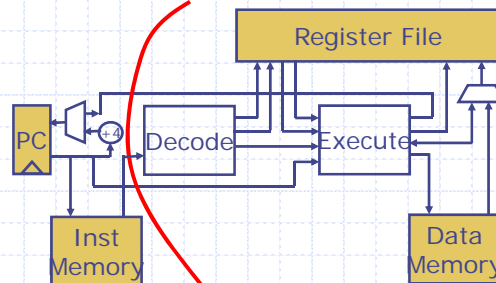 Register File
PC
+4
Decode
Execute
Inst
Memory
Data
Memory